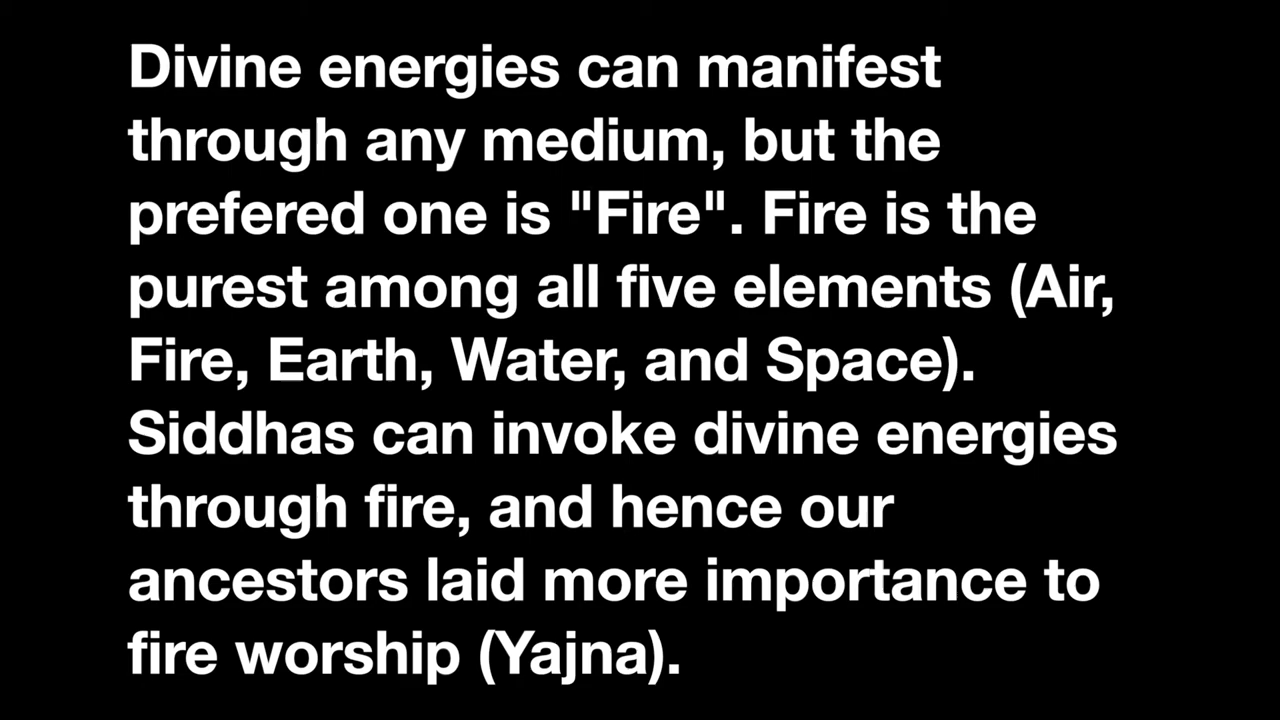 Divine energies can manifest
through any medium, but the
prefered one is "Fire". Fire is the
purest among all five elements (Air,
Fire, Earth, Water, and Space).
Siddhas can invoke divine energies
through fire, and hence our
ancestors laid more importance to
fire worship (Yajna).